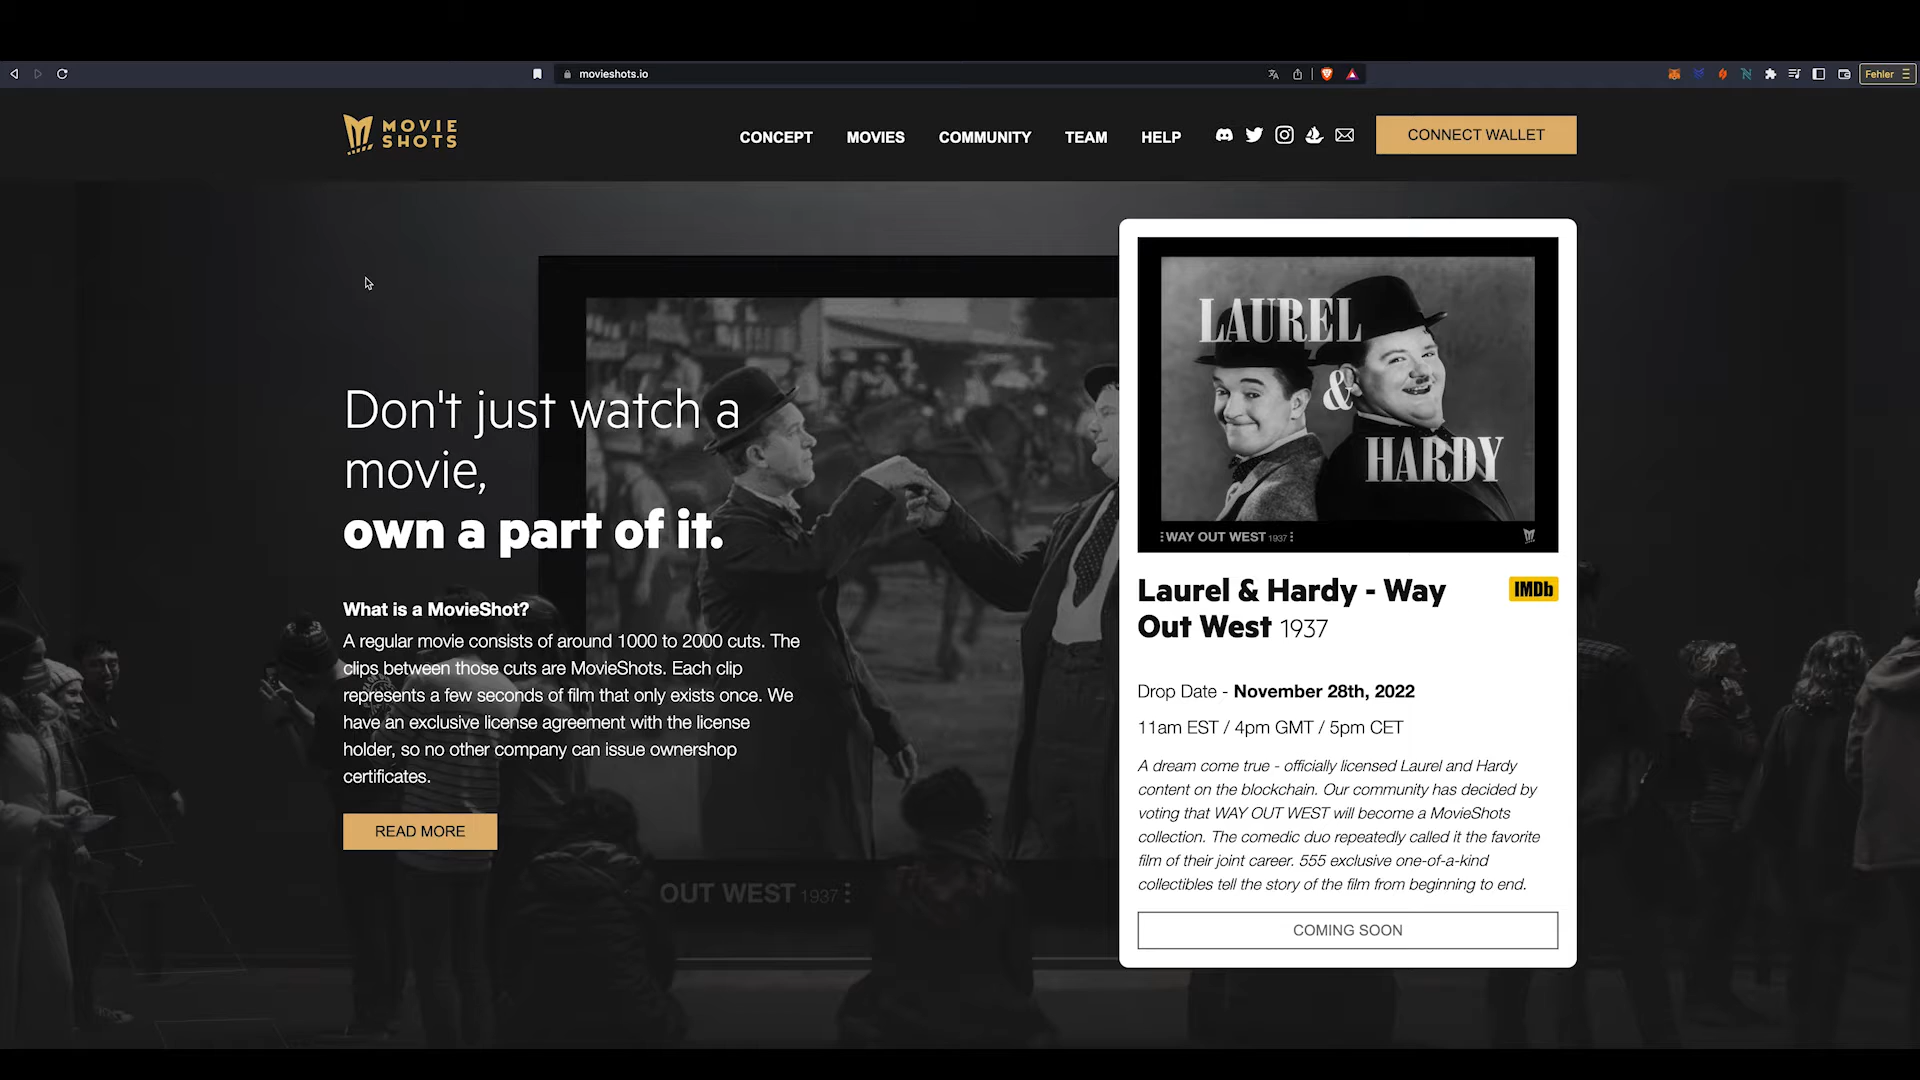 movieshots.io
Fehler
MOVIE
SHOTS
CONCEPT
MOVIES
COMMUNITY
TEAM
HELP
CONNECT WALLET
Don't just watch a
movie,
own a part of it.
What is a MovieShot?
A regular movie consists of around 1000 to 2000 cuts. The
clips between those cuts are MovieShots. Each clip
represents a few seconds of film that only exists once. We
have an exclusive license agreement with the license
holder, so no other company can issue ownershop
certificates.
READ MORE
OUT WEST 1937
LAUREL
&
HARDY
WAY OUT WEST 1937
Laurel & Hardy - Way
Out West 1937
IMDb
Drop Date - November 28th, 2022
11am EST / 4pm GMT / 5pm CET
A dream come true - officially licensed Laurel and Hardy
content on the blockchain. Our community has decided by
voting that WAY OUT WEST will become a MovieShots
collection. The comedic duo repeatedly called it the favorite
film of their joint career. 555 exclusive one-of-a-kind
collectibles tell the story of the film from beginning to end.
COMING SOON